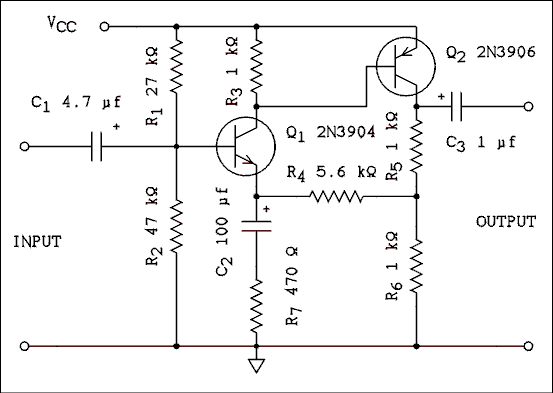 VCC
R1 27 kΩ
R3 1 kΩ
Q2 2N3906
C1 4.7 µf
+
+
C3 1 µf
Q1 2N3904
R5 1 kΩ
R4 5.6 kΩ
+
INPUT
R2 47 kΩ
C2 100 µf
OUTPUT
R7 470 Ω
R6 1 kΩ